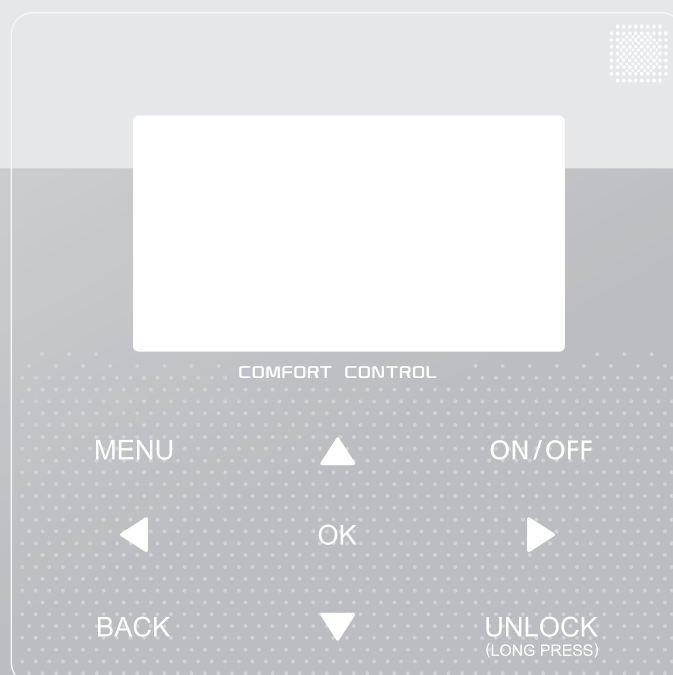 COMFORT CONTROL
MENU
ON/OFF
OK
BACK
UNLOCK
(LONG PRESS)